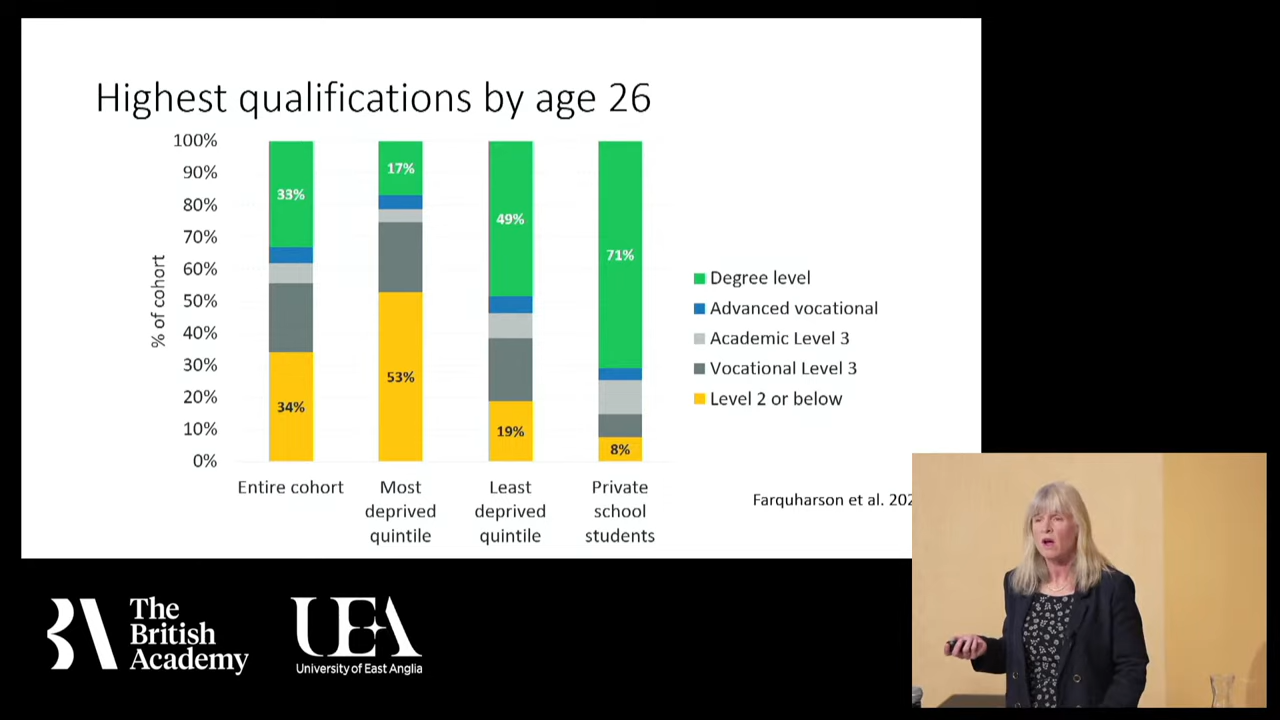 Highest qualifications by age 26
100%
90%
80%
70%
60%
50%
40%
30%
20%
10%
0%
% of cohort
33%
34%
17%
53%
49%
19%
71%
8%
Entire cohort
Most
deprived
quintile
Least
deprived
quintile
Private
school
students
Degree level
Advanced vocational
Academic Level 3
Vocational Level 3
Level 2 or below
Farquharson et al.
The
British
Academy
UEA
University of East Anglia